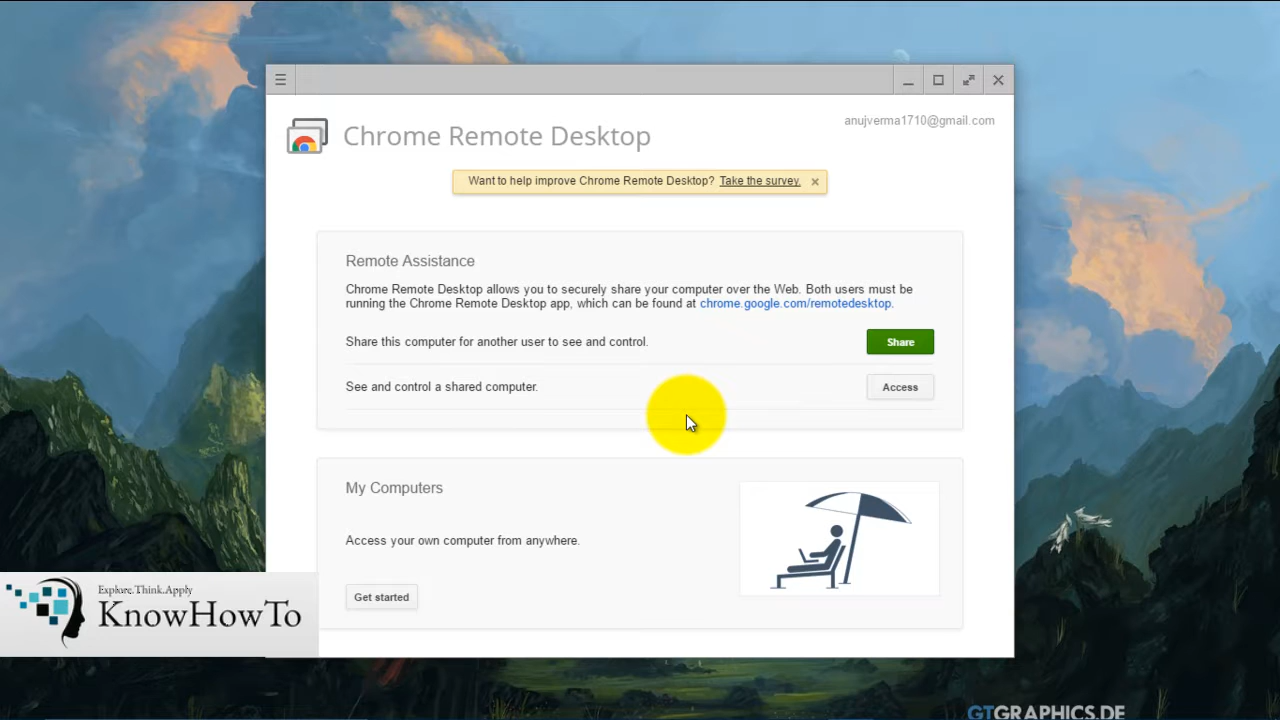 Chrome Remote Desktop
anujverma1710@gmail.com
Want to help improve Chrome Remote Desktop? Take the survey.
Remote Assistance
Chrome Remote Desktop allows you to securely share your computer over the Web. Both users must be
running the Chrome Remote Desktop app, which can be found at chrome.google.com/remotedesktop.
Share this computer for another user to see and control.
Share
See and control a shared computer.
Access
My Computers
Access your own computer from anywhere.
Get started
Explore.Think.Apply
KnowHowTo
GTGRAPHICS.DE